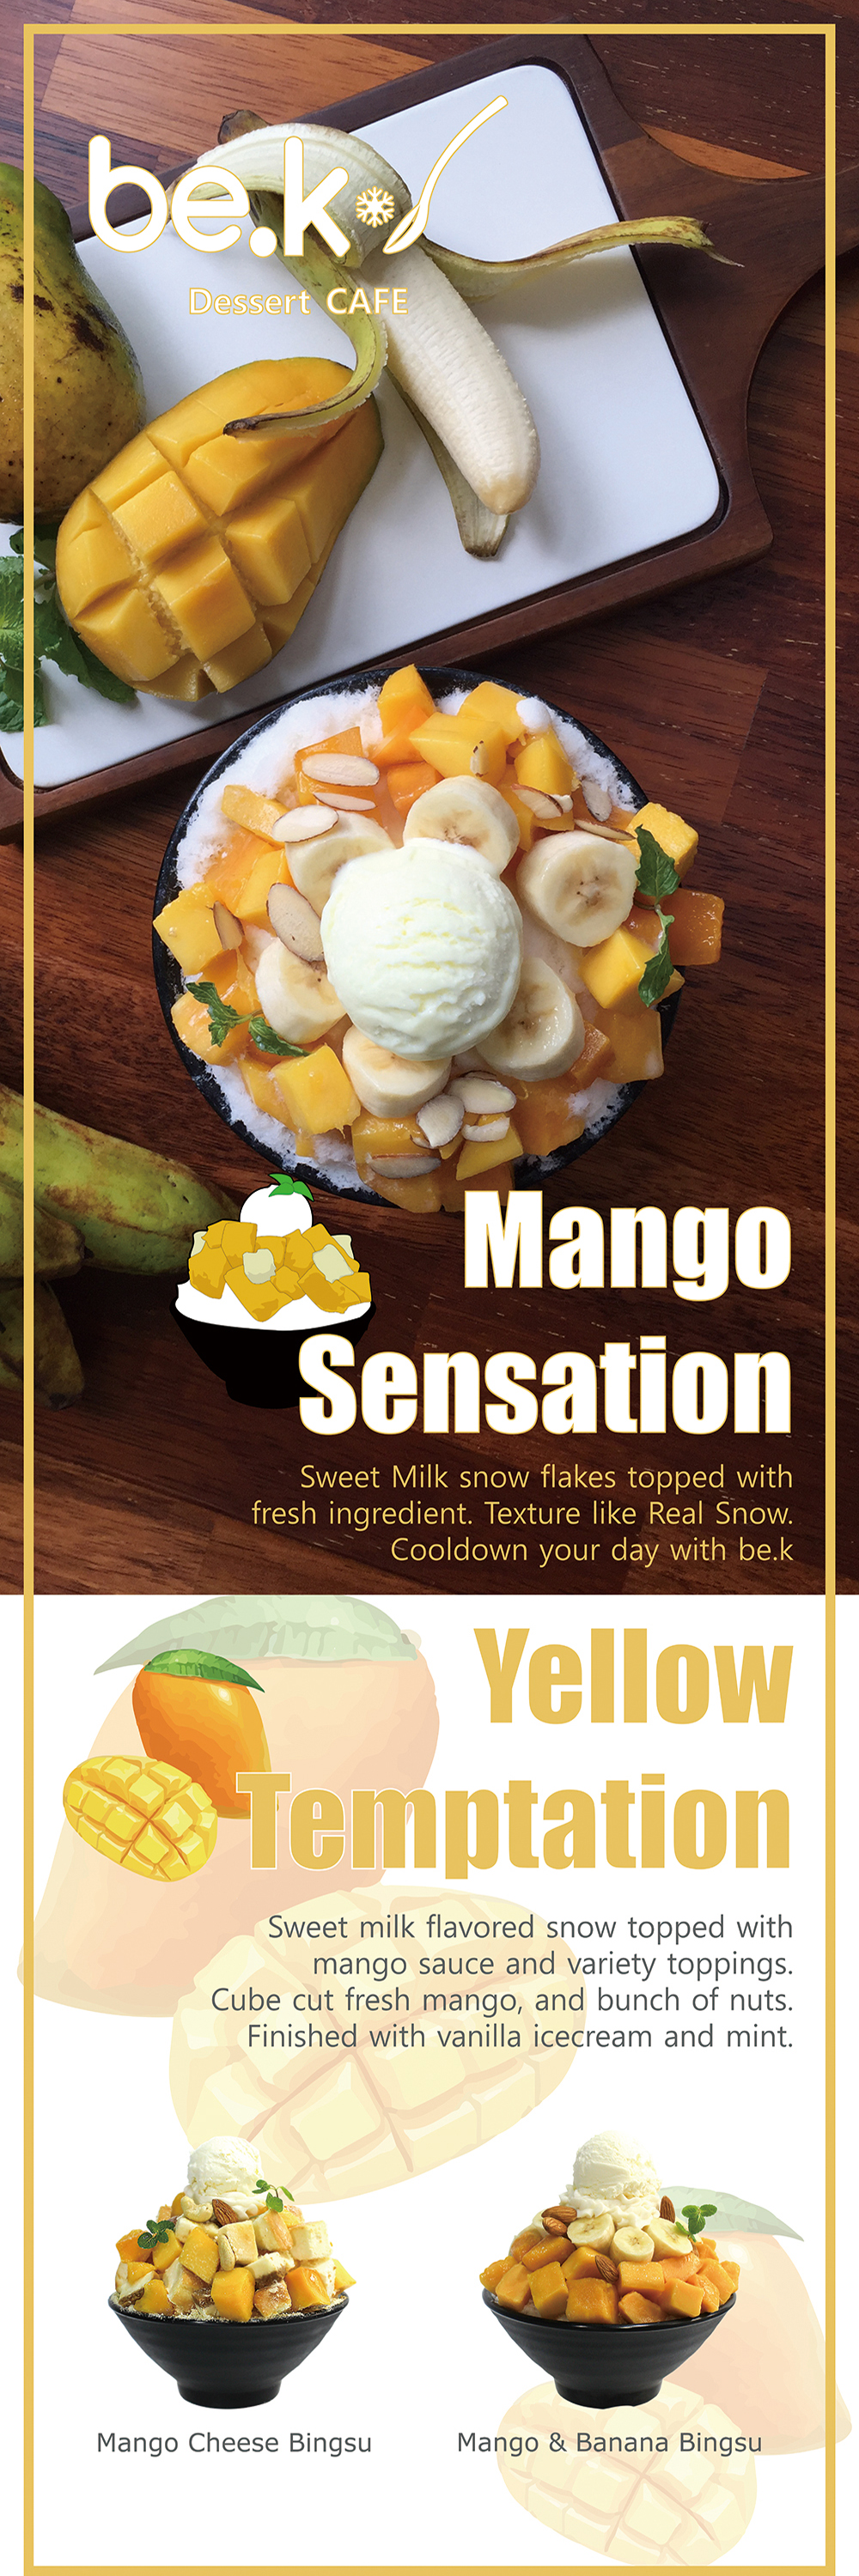 be.k
Dessert CAFE
Mango
Sensation
Sweet Milk snow flakes topped with
fresh ingredient. Texture like Real Snow.
Cooldown your day with be.k
Yellow
Temptation
Sweet milk flavored snow topped with
mango sauce and variety toppings.
Cube cut fresh mango, and bunch of nuts.
Finished with vanilla icecream and mint.
Mango Cheese Bingsu
Mango & Banana Bingsu